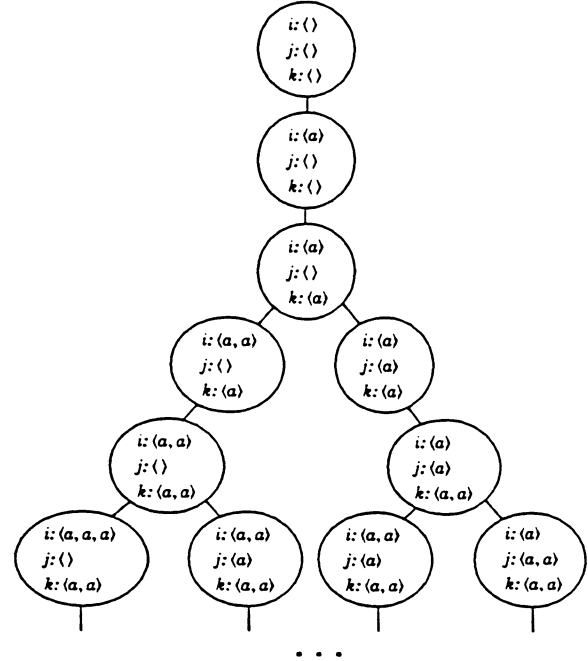 i: ⟨ ⟩
j: ⟨ ⟩
k: ⟨ ⟩
i: ⟨a⟩
j: ⟨ ⟩
k: ⟨ ⟩
i: ⟨a⟩
j: ⟨ ⟩
k: ⟨a⟩
i: ⟨a, a⟩
j: ⟨ ⟩
k: ⟨a⟩
i: ⟨a⟩
j: ⟨a⟩
k: ⟨a⟩
i: ⟨a, a⟩
j: ⟨ ⟩
k: ⟨a, a⟩
i: ⟨a⟩
j: ⟨a⟩
k: ⟨a, a⟩
i: ⟨a, a, a⟩
j: ⟨ ⟩
k: ⟨a, a⟩
i: ⟨a, a⟩
j: ⟨a⟩
k: ⟨a, a⟩
i: ⟨a, a⟩
j: ⟨a⟩
k: ⟨a, a⟩
i: ⟨a⟩
j: ⟨a, a⟩
k: ⟨a, a⟩
. . .